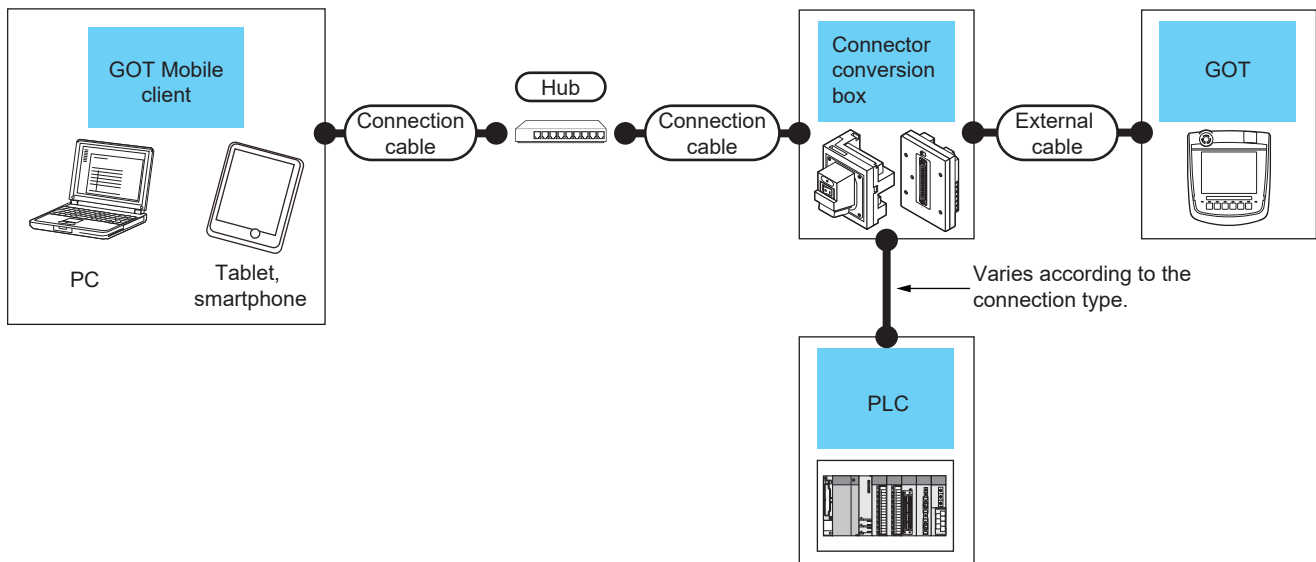 GOT Mobile
client
PC
Tablet,
smartphone
Connection
cable
Hub
Connection
cable
Connector
conversion
box
External
cable
GOT
Varies according to the
connection type.
PLC